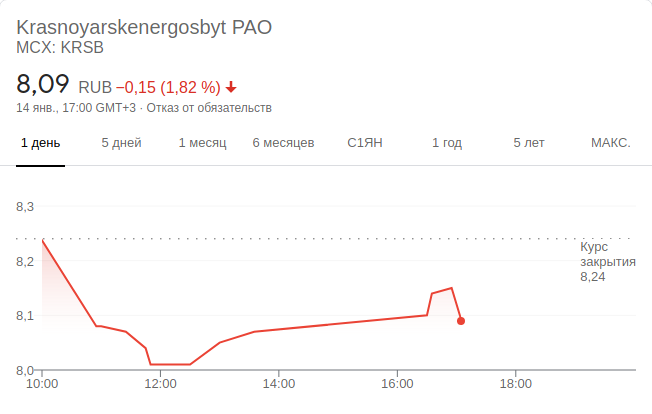 Krasnoyarskenergosbyt PAO
MCX: KRSB
8,09 RUB −0,15 (1,82 %)
14 янв., 17:00 GMT+3 · Отказ от обязательств
1 день 5 дней 1 месяц 6 месяцев С1ЯН 1 год 5 лет МАКС.
8,3
Курс
8,2 закрытия
8,24
8,1
8,0
10:00 12:00 14:00 16:00 18:00